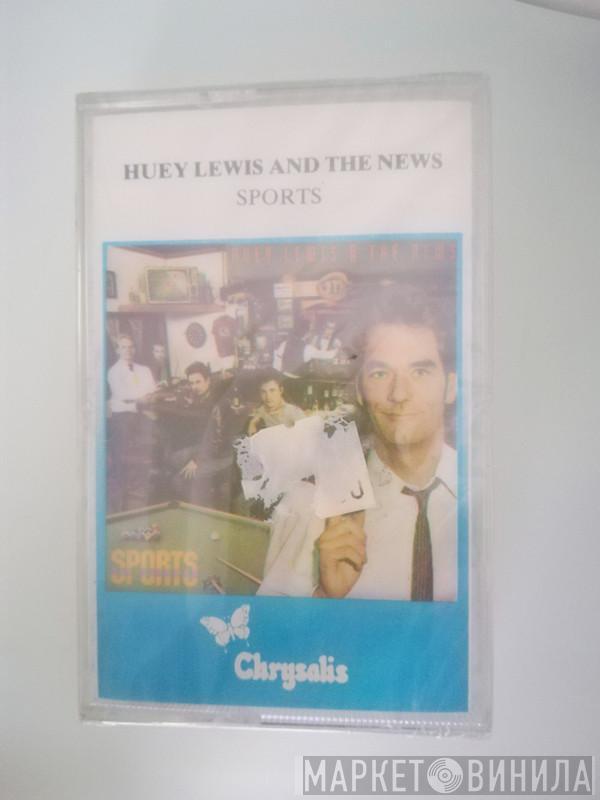 HUEY LEWIS AND THE NEWS
SPORTS
HUEY LEWIS & THE NEWS
SPORTS
J
Chrysalis
МАРКЕТ ВИНИЛА